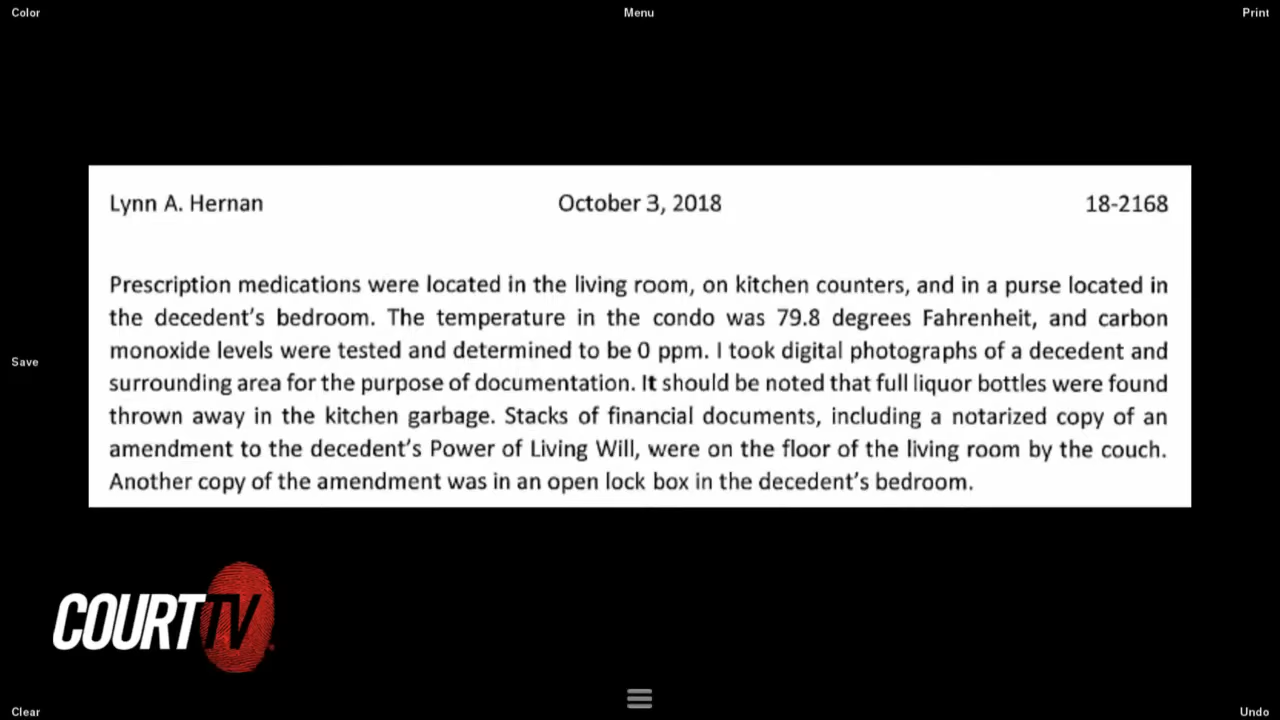 Color Menu Print
Lynn A. Hernan October 3, 2018 18-2168
Prescription medications were located in the living room, on kitchen counters, and in a purse located in
the decedent's bedroom. The temperature in the condo was 79.8 degrees Fahrenheit, and carbon
monoxide levels were tested and determined to be 0 ppm. I took digital photographs of a decedent and
surrounding area for the purpose of documentation. It should be noted that full liquor bottles were found
thrown away in the kitchen garbage. Stacks of financial documents, including a notarized copy of an
amendment to the decedent's Power of Living Will, were on the floor of the living room by the couch.
Another copy of the amendment was in an open lock box in the decedent's bedroom.
Save
COURT TV
Clear Undo